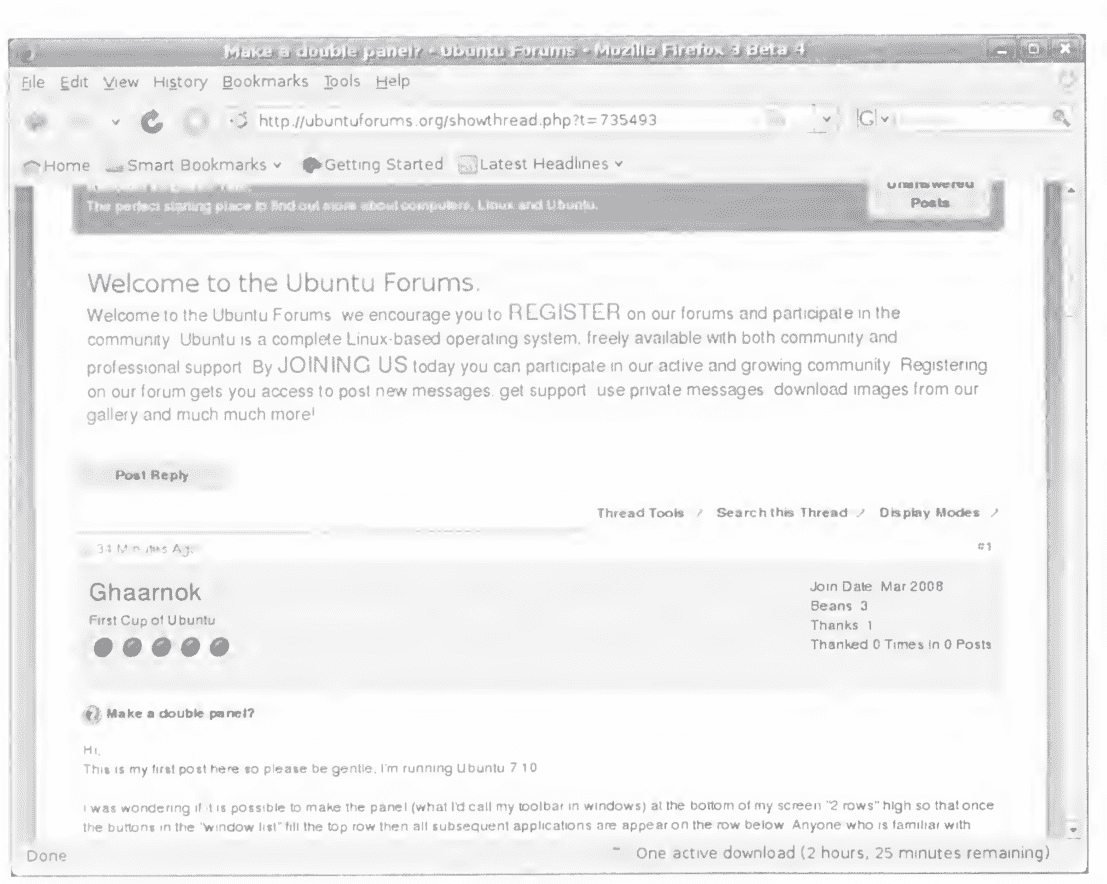 Make a double panel? - Ubuntu Forums - Mozilla Firefox 3 Beta 4
File Edit View History Bookmarks Tools Help
http://ubuntuforums.org/showthread.php?t=735493
G
Home Smart Bookmarks Getting Started Latest Headlines
The perfect starting place to find out more about computers, Linux and Ubuntu.
Unanswered
Posts
Welcome to the Ubuntu Forums.
Welcome to the Ubuntu Forums we encourage you to REGISTER on our forums and participate in the
community Ubuntu is a complete Linux-based operating system, freely available with both community and
professional support By JOINING US today you can participate in our active and growing community Registering
on our forum gets you access to post new messages, get support use private messages download images from our
gallery and much much more!
Post Reply
Thread Tools Search this Thread Display Modes
34 Minutes Ago
#1
Ghaarnok
First Cup of Ubuntu
Join Date Mar 2008
Beans 3
Thanks 1
Thanked 0 Times in 0 Posts
Make a double panel?
Hi,
This is my first post here so please be gentle, I'm running Ubuntu 7 10
I was wondering if it is possible to make the panel (what I'd call my toolbar in windows) at the bottom of my screen "2 rows" high so that once
the buttons in the "window list" fill the top row then all subsequent applications are appear on the row below Anyone who is familiar with
Done
One active download (2 hours, 25 minutes remaining)